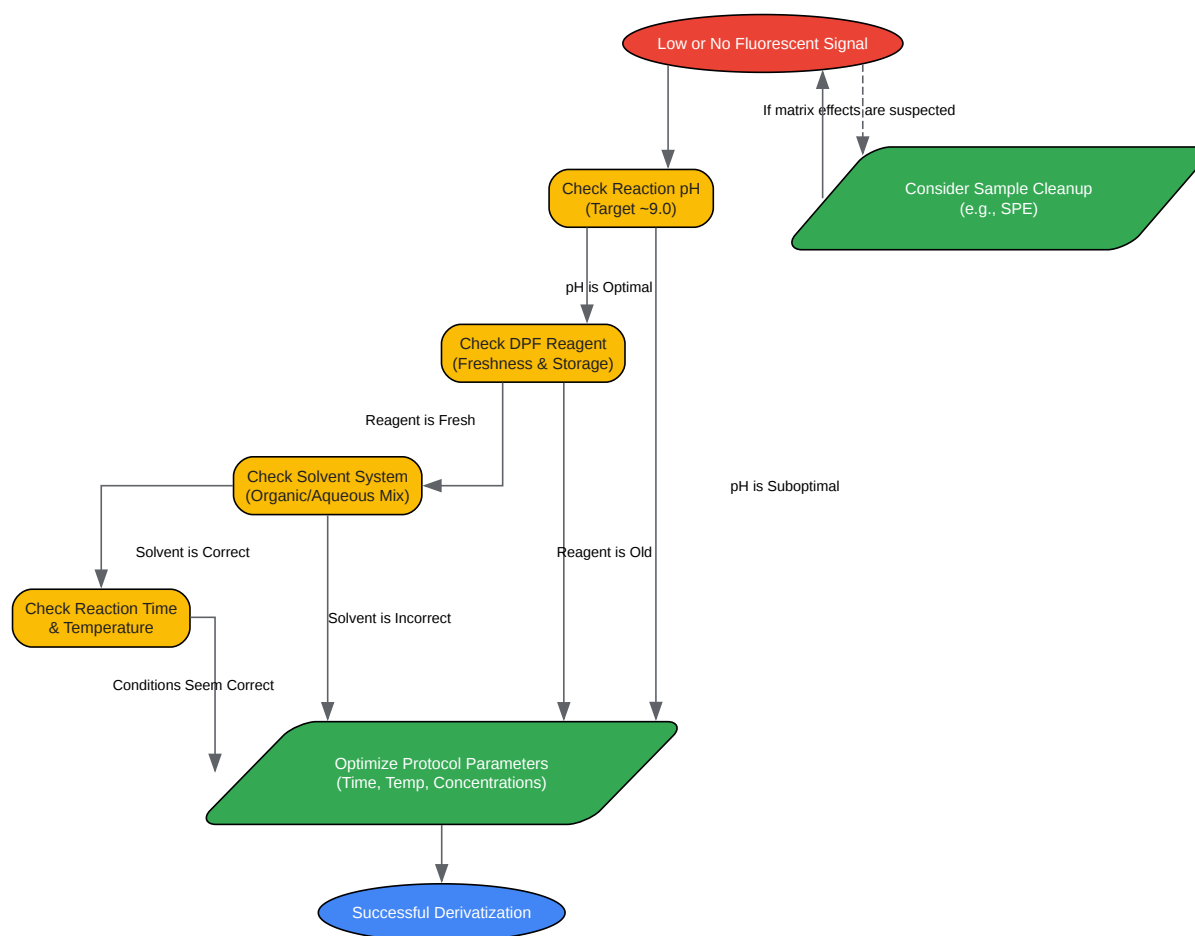 Low or No Fluorescent Signal
If matrix effects are suspected
Check Reaction pH
(Target ~9.0)
Consider Sample Cleanup
(e.g., SPE)
pH is Optimal
Check DPF Reagent
(Freshness & Storage)
Reagent is Fresh
Check Solvent System
(Organic/Aqueous Mix)
pH is Suboptimal
Solvent is Correct
Reagent is Old
Check Reaction Time
& Temperature
Solvent is Incorrect
Conditions Seem Correct
Optimize Protocol Parameters
(Time, Temp, Concentrations)
Successful Derivatization